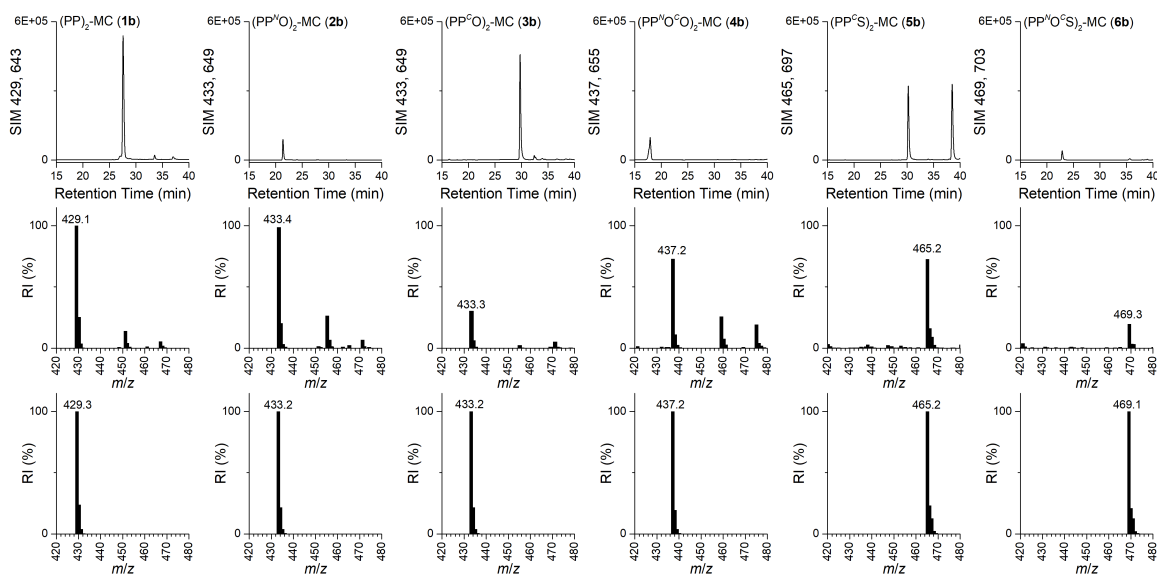 6E+05 (PP)2-MC (1b) 6E+05 (PPNO)2-MC (2b) 6E+05 (PPCO)2-MC (3b) 6E+05 (PPNOCO)2-MC (4b) 6E+05 (PPCS)2-MC (5b) 6E+05 (PPNOCS)2-MC (6b)
SIM 429, 643 SIM 433, 649 SIM 433, 649 SIM 437, 655 SIM 465, 697 SIM 469, 703
0 0 0 0 0 0
15 20 25 30 35 40 15 20 25 30 35 40 15 20 25 30 35 40 15 20 25 30 35 40 15 20 25 30 35 40 15 20 25 30 35 40
Retention Time (min) Retention Time (min) Retention Time (min) Retention Time (min) Retention Time (min) Retention Time (min)
100 429.1 100 433.4 100 433.3 100 437.2 100 465.2 100 469.3
RI (%) RI (%) RI (%) RI (%) RI (%) RI (%)
0 0 0 0 0 0
420 430 440 450 460 470 480 420 430 440 450 460 470 480 420 430 440 450 460 470 480 420 430 440 450 460 470 480 420 430 440 450 460 470 480 420 430 440 450 460 470 480
m/z m/z m/z m/z m/z m/z
100 429.3 100 433.2 100 433.2 100 437.2 100 465.2 100 469.1
RI (%) RI (%) RI (%) RI (%) RI (%) RI (%)
0 0 0 0 0 0
420 430 440 450 460 470 480 420 430 440 450 460 470 480 420 430 440 450 460 470 480 420 430 440 450 460 470 480 420 430 440 450 460 470 480 420 430 440 450 460 470 480
m/z m/z m/z m/z m/z m/z